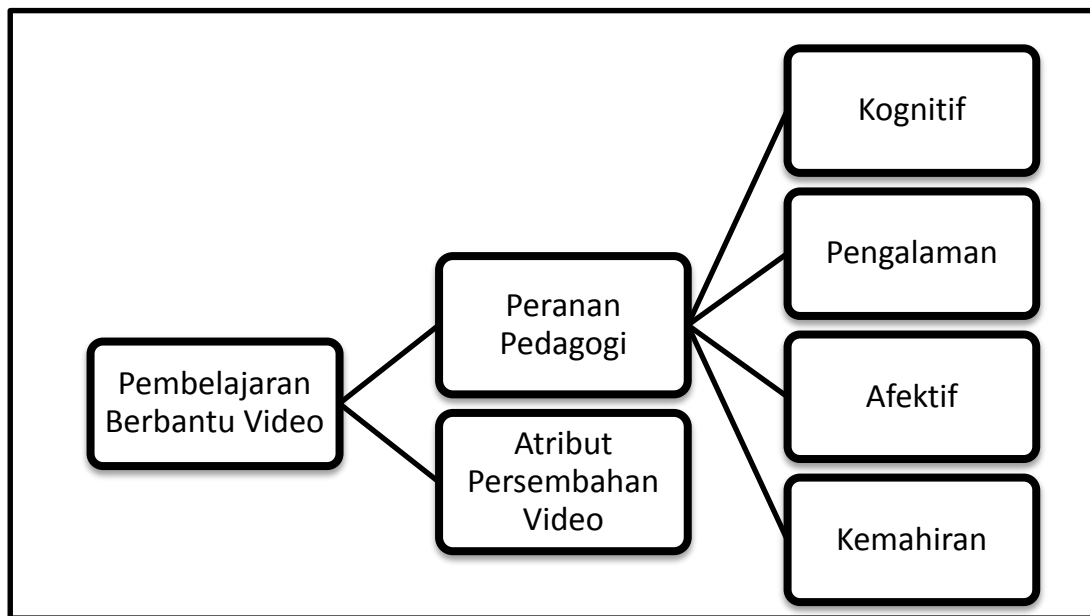 Pembelajaran
Berbantu Video
Peranan
Pedagogi
Atribut
Persembahan
Video
Kognitif
Pengalaman
Afektif
Kemahiran